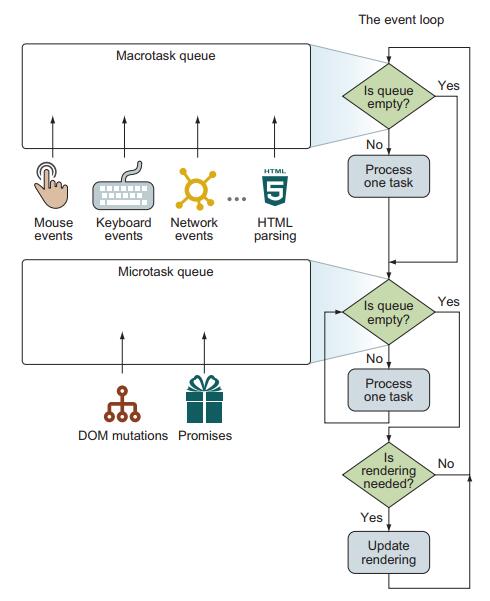 The event loop
Macrotask queue
Is queue
empty?
Yes
No
Process
one task
HTML
5
Mouse
events
Keyboard
events
Network
events
...
HTML
parsing
Microtask queue
Is queue
empty?
Yes
No
Process
one task
DOM mutations
Promises
Is
rendering
needed?
No
Yes
Update
rendering